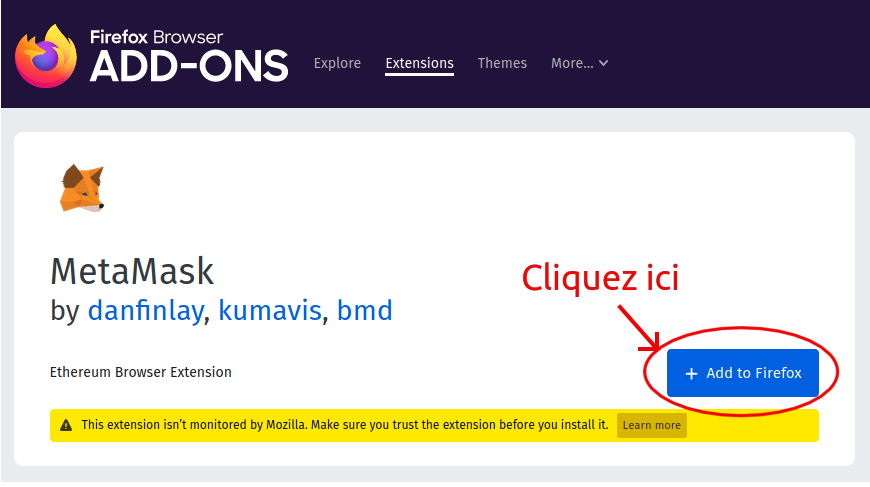 Firefox Browser
ADD-ONS
Explore Extensions Themes More...
MetaMask
by danfinlay, kumavis, bmd
Cliquez ici
Ethereum Browser Extension
+ Add to Firefox
This extension isn't monitored by Mozilla. Make sure you trust the extension before you install it. Learn more